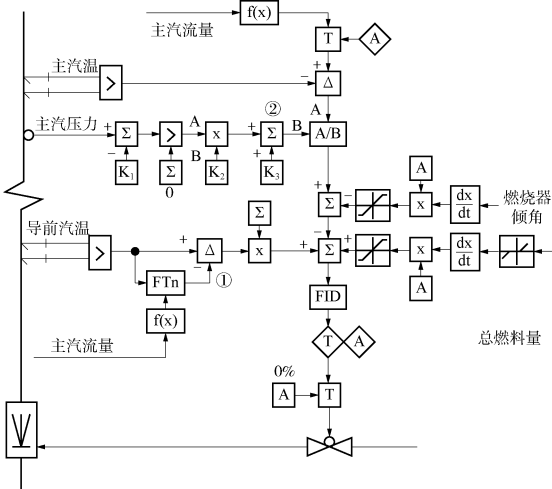 f(x)
主汽流量
T
A
主汽温
>
+
−
Δ
②
A
主汽压力
+
Σ
−
K1
>
Σ
0
A
B
x
K2
+
Σ
+
K3
B
A/B
A
+
Σ
−
x
dx
dt
燃烧器
倾角
导前汽温
>
Σ
+
Δ
−
①
x
−
+
Σ
+
x
A
dx
dt
FTn
f(x)
主汽流量
FID
总燃料量
T
A
0%
A
T